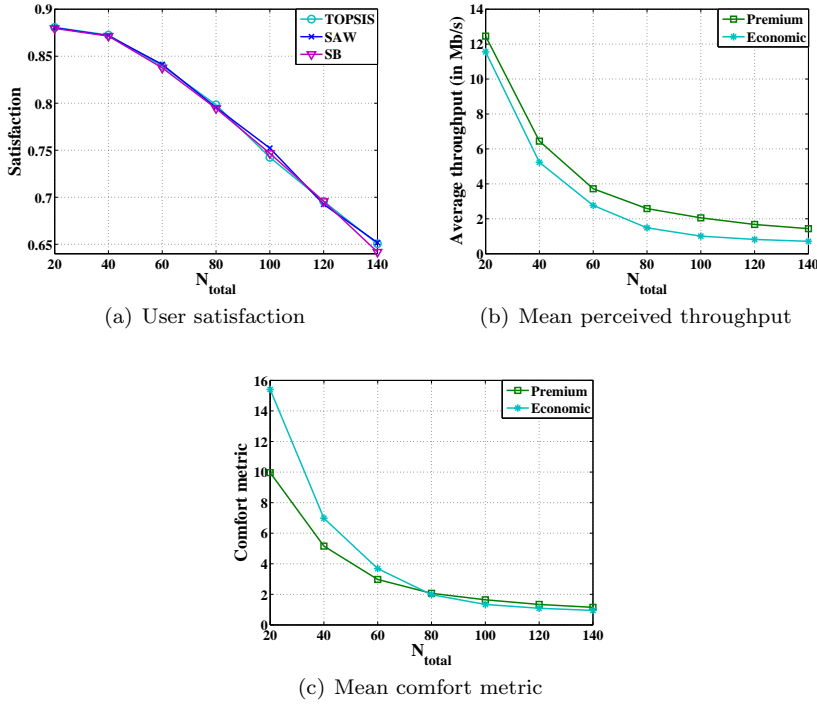 0.9
0.85
0.8
0.75
0.7
0.65
20 40 60 80 100 120 140
Satisfaction
N_total
TOPSIS
SAW
SB
(a) User satisfaction
14
12
10
8
6
4
2
0
20 40 60 80 100 120 140
Average throughput (in Mb/s)
N_total
Premium
Economic
(b) Mean perceived throughput
16
14
12
10
8
6
4
2
0
20 40 60 80 100 120 140
Comfort metric
N_total
Premium
Economic
(c) Mean comfort metric